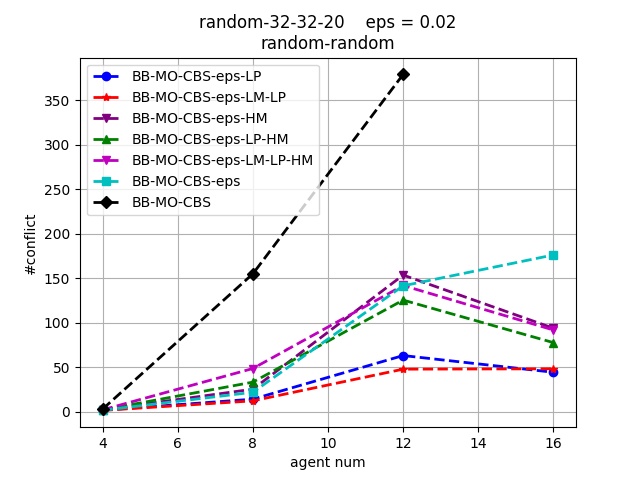 random-32-32-20    eps = 0.02
random-random
BB-MO-CBS-eps-LP
BB-MO-CBS-eps-LM-LP
BB-MO-CBS-eps-HM
BB-MO-CBS-eps-LP-HM
BB-MO-CBS-eps-LM-LP-HM
BB-MO-CBS-eps
BB-MO-CBS
#conflict
350
300
250
200
150
100
50
0
4 6 8 10 12 14 16
agent num